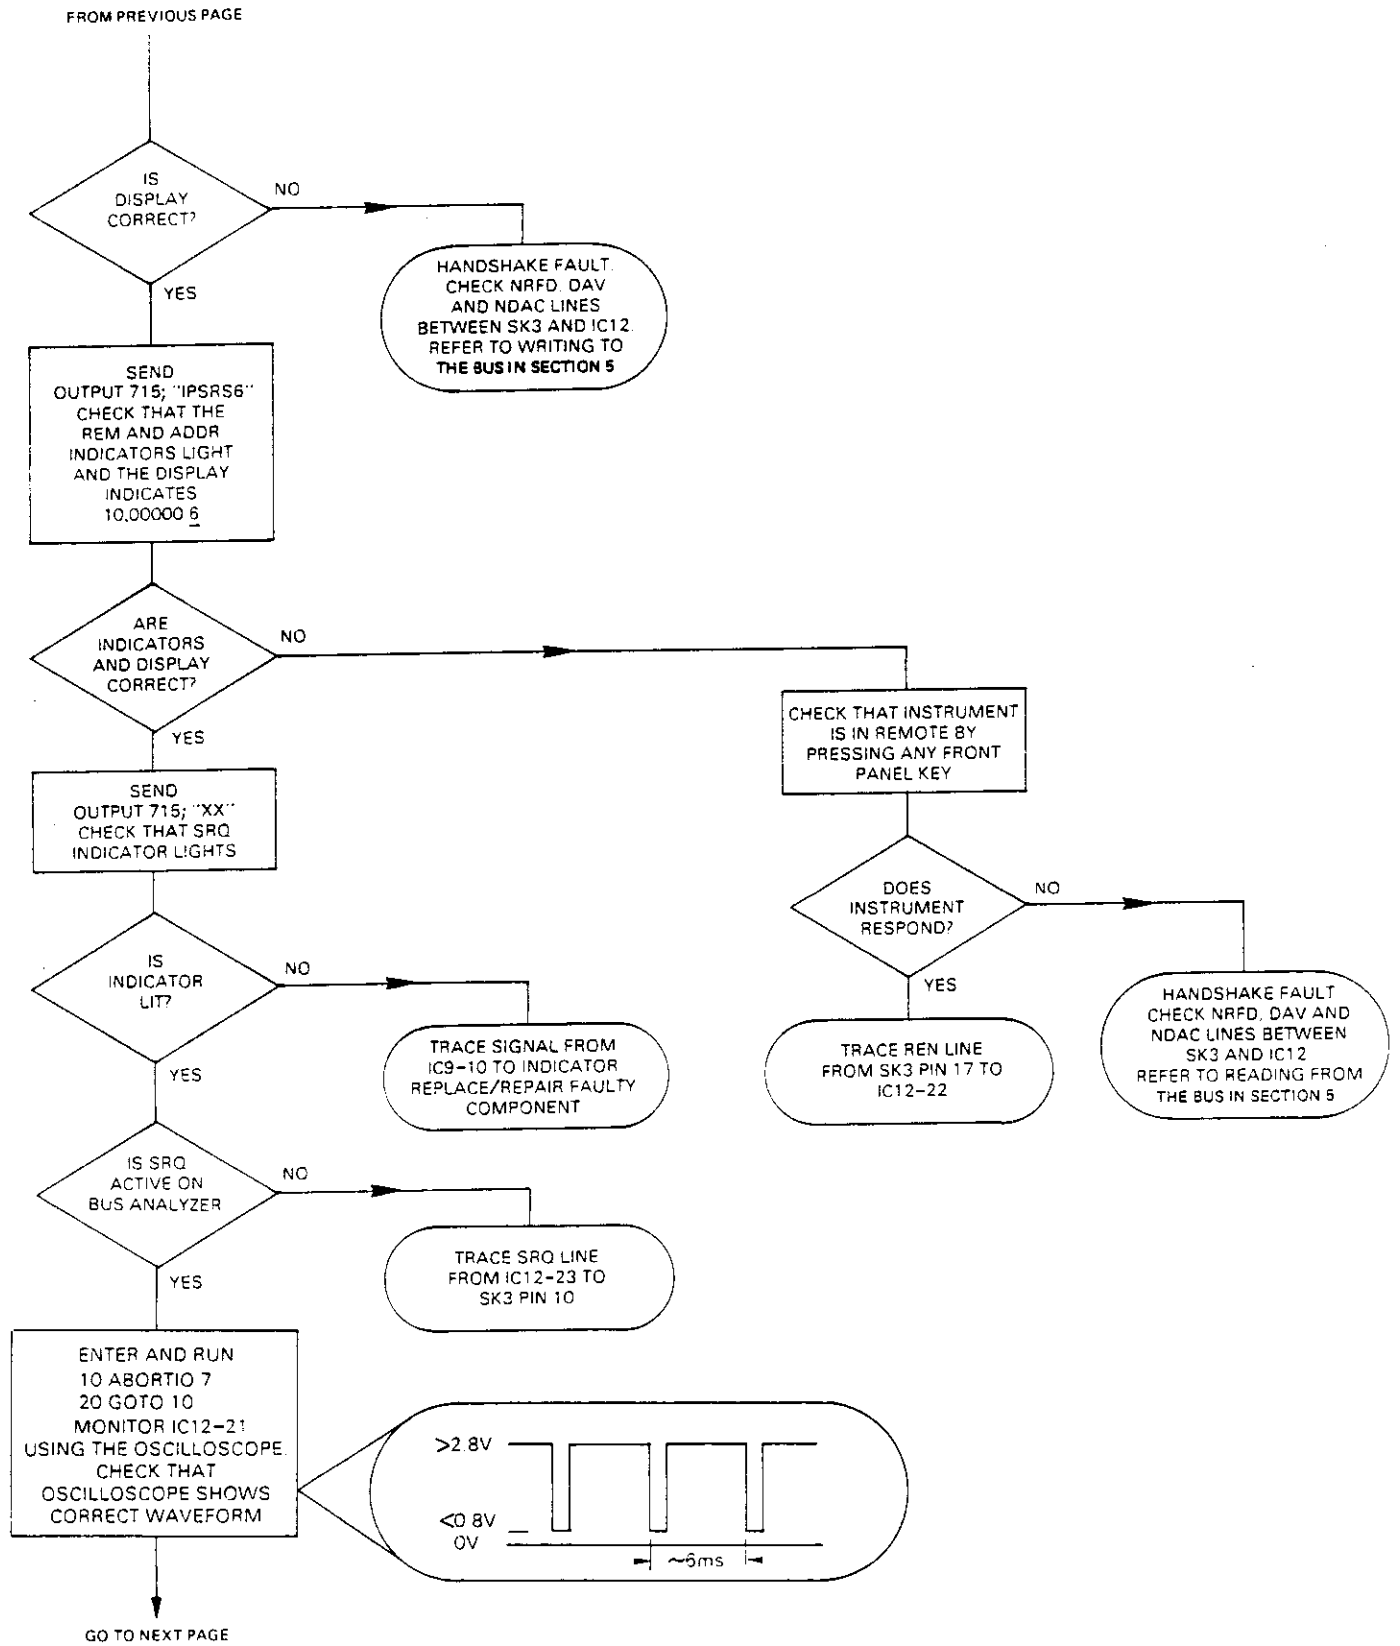 FROM PREVIOUS PAGE
IS
DISPLAY
CORRECT?
NO
YES
HANDSHAKE FAULT.
CHECK NRFD, DAV
AND NDAC LINES
BETWEEN SK3 AND IC12.
REFER TO WRITING TO
THE BUS IN SECTION 5
SEND
OUTPUT 715; "IPSRS6"
CHECK THAT THE
REM AND ADDR
INDICATORS LIGHT
AND THE DISPLAY
INDICATES
10.00000 6
ARE
INDICATORS
AND DISPLAY
CORRECT?
NO
YES
CHECK THAT INSTRUMENT
IS IN REMOTE BY
PRESSING ANY FRONT
PANEL KEY
SEND
OUTPUT 715; "XX"
CHECK THAT SRQ
INDICATOR LIGHTS
DOES
INSTRUMENT
RESPOND?
NO
YES
IS
INDICATOR
LIT?
NO
YES
TRACE SIGNAL FROM
IC9-10 TO INDICATOR
REPLACE/REPAIR FAULTY
COMPONENT
TRACE REN LINE
FROM SK3 PIN 17 TO
IC12-22
HANDSHAKE FAULT
CHECK NRFD, DAV AND
NDAC LINES BETWEEN
SK3 AND IC12
REFER TO READING FROM
THE BUS IN SECTION 5
IS SRQ
ACTIVE ON
BUS ANALYZER
NO
YES
TRACE SRQ LINE
FROM IC12-23 TO
SK3 PIN 10
ENTER AND RUN
10 ABORTIO 7
20 GOTO 10
MONITOR IC12-21
USING THE OSCILLOSCOPE.
CHECK THAT
OSCILLOSCOPE SHOWS
CORRECT WAVEFORM
>2.8V
<0.8V
0V
~6ms
GO TO NEXT PAGE